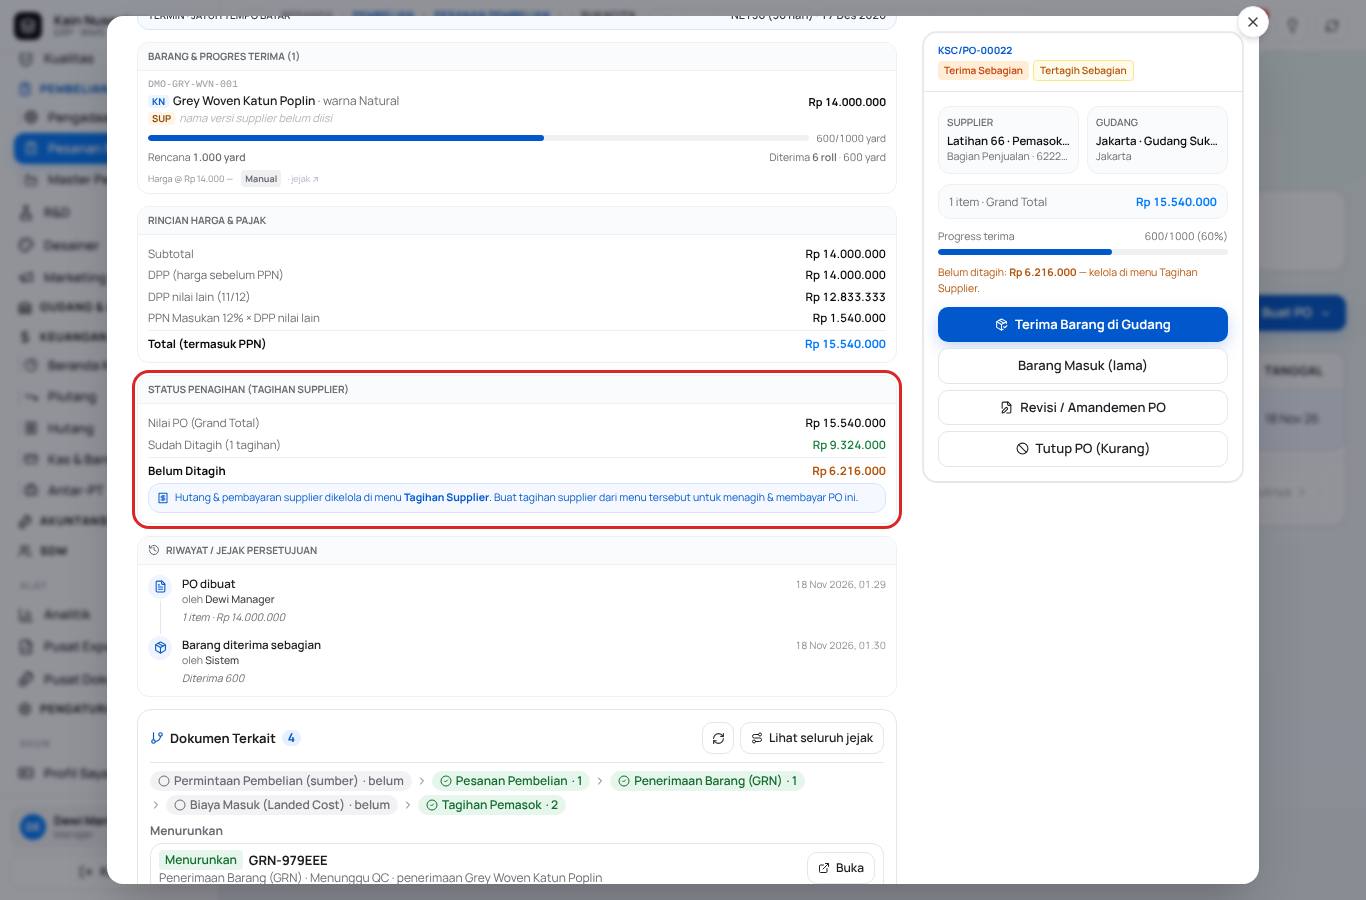 BARANG & PROGRES TERIMA (1)
DMO-GRY-WVN-001
KN Grey Woven Katun Poplin · warna Natural
Rp 14.000.000
SUP nama versi supplier belum diisi
600/1000 yard
Rencana 1.000 yard
Diterima 6 roll · 600 yard
Harga @ Rp 14.000 — Manual · jejak ↗
RINCIAN HARGA & PAJAK
Subtotal Rp 14.000.000
DPP (harga sebelum PPN) Rp 14.000.000
DPP nilai lain (11/12) Rp 12.833.333
PPN Masukan 12% × DPP nilai lain Rp 1.540.000
Total (termasuk PPN) Rp 15.540.000
STATUS PENAGIHAN (TAGIHAN SUPPLIER)
Nilai PO (Grand Total) Rp 15.540.000
Sudah Ditagih (1 tagihan) Rp 9.324.000
Belum Ditagih Rp 6.216.000
Hutang & pembayaran supplier dikelola di menu Tagihan Supplier. Buat tagihan supplier dari menu tersebut untuk menagih & membayar PO ini.
RIWAYAT / JEJAK PERSETUJUAN
PO dibuat 18 Nov 2026, 01.29
oleh Dewi Manager
1 item · Rp 14.000.000
Barang diterima sebagian 18 Nov 2026, 01.30
oleh Sistem
Diterima 600
Dokumen Terkait 4
Lihat seluruh jejak
Permintaan Pembelian (sumber) · belum > Pesanan Pembelian · 1 > Penerimaan Barang (GRN) · 1
> Biaya Masuk (Landed Cost) · belum > Tagihan Pemasok · 2
Menurunkan
Menurunkan GRN-979EEE
Buka
Penerimaan Barang (GRN) · Menunggu QC · penerimaan Grey Woven Katun Poplin
KSC/PO-00022
Terima Sebagian Tertagih Sebagian
SUPPLIER
Latihan 66 · Pemasok...
Bagian Penjualan · 6222...
GUDANG
Jakarta · Gudang Suk...
Jakarta
1 item · Grand Total Rp 15.540.000
Progress terima 600/1000 (60%)
Belum ditagih: Rp 6.216.000 — kelola di menu Tagihan
Supplier.
Terima Barang di Gudang
Barang Masuk (lama)
Revisi / Amandemen PO
Tutup PO (Kurang)
Kualitas
R&D
Desainer
Marketing
Piutang
Hutang
Antar-PT
SDM
Analitik
Buat PO
TANGGAL